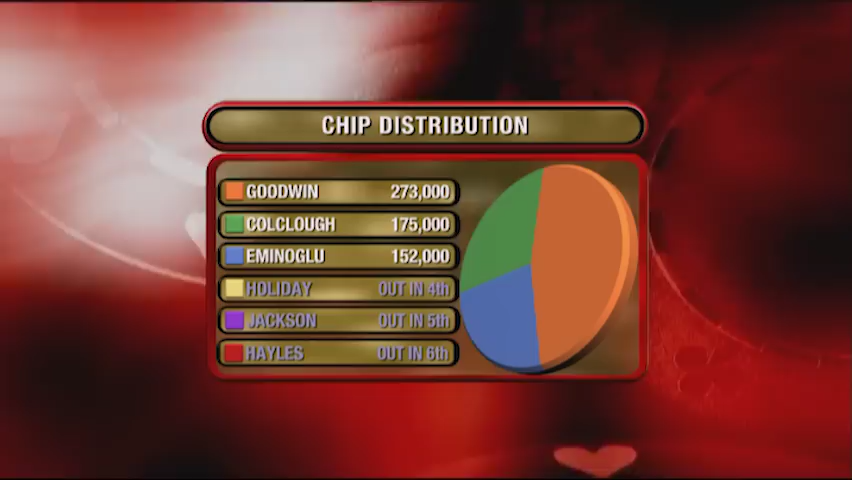 CHIP DISTRIBUTION
GOODWIN 273,000
COLCLOUGH 175,000
EMINOGLU 152,000
HOLIDAY OUT IN 4th
JACKSON OUT IN 5th
HAYLES OUT IN 6th